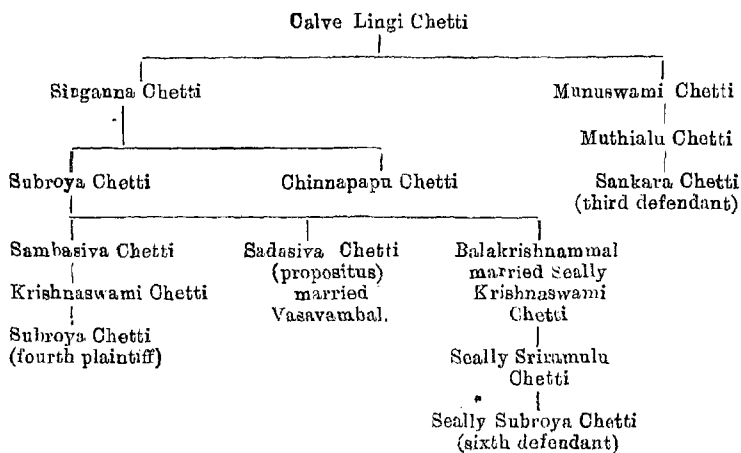 Calve Lingi Chetti
Singanna Chetti
Munuswami Chetti
Muthialu Chetti
Subroya Chetti
Chinnapapu Chetti
Sankara Chetti
(third defendant)
Sambasiva Chetti
Sadasiva Chetti
(propositus)
married
Vasavambal.
Balakrishnammal
married Seally
Krishnaswami
Chetti
Krishnaswami Chetti
Subroya Chetti
(fourth plaintiff)
Seally Sriramulu
Chetti
Seally Subroya Chetti
(sixth defendant)